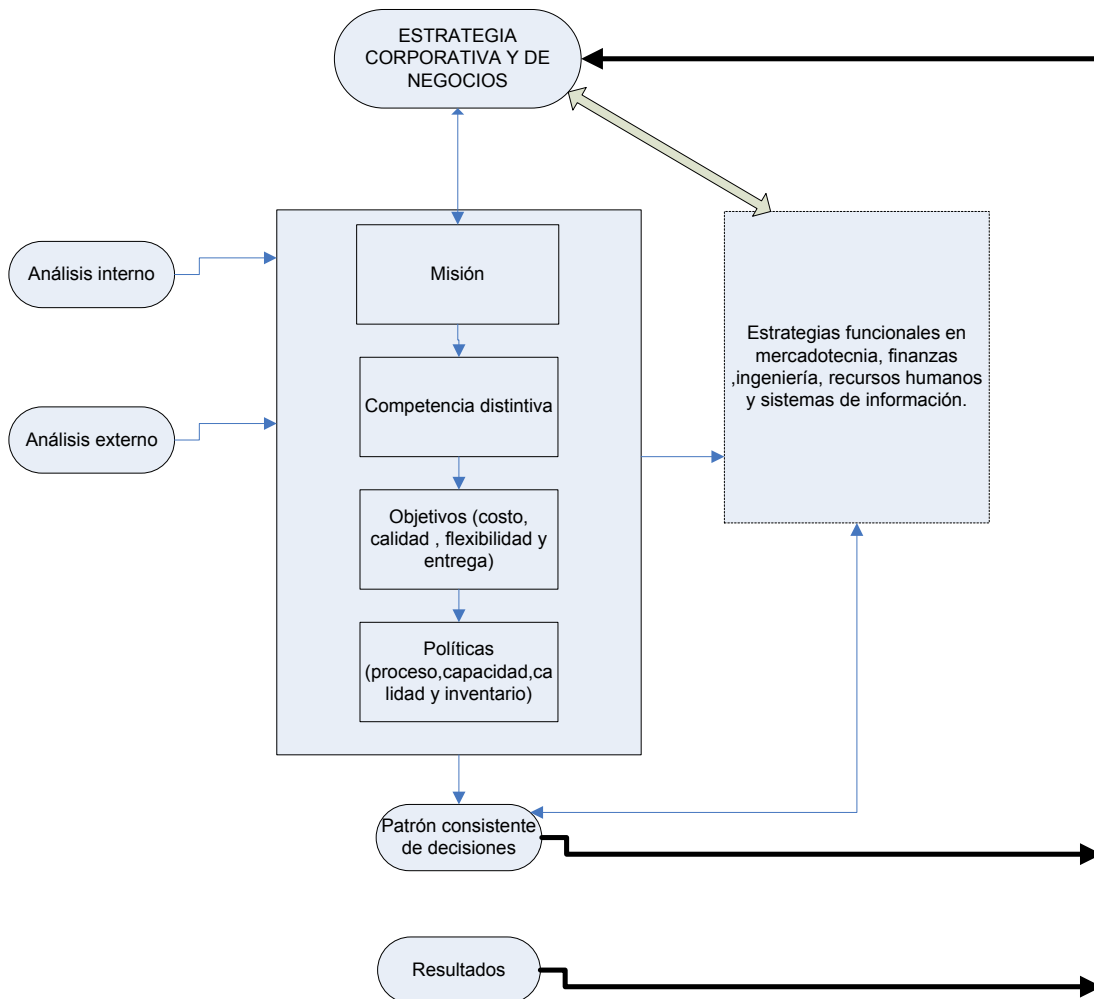 ESTRATEGIA
CORPORATIVA Y DE
NEGOCIOS
Análisis interno
Misión
Estrategias funcionales en
mercadotecnia, finanzas
,ingeniería, recursos humanos
y sistemas de información.
Competencia distintiva
Análisis externo
Objetivos (costo,
calidad , flexibilidad y
entrega)
Políticas
(proceso,capacidad,ca
lidad y inventario)
Patrón consistente
de decisiones
Resultados